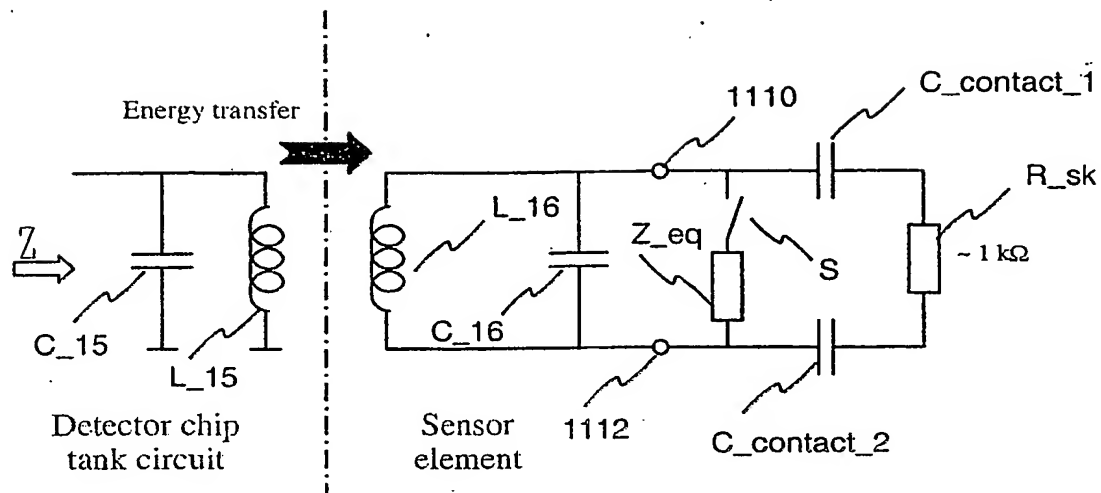 C_contact_1
1110
Energy transfer
R_sk
L_16
Z_eq
~ 1 kΩ
Z
S
C_15
C_16
L_15
1112
Detector chip
tank circuit
Sensor
element
C_contact_2